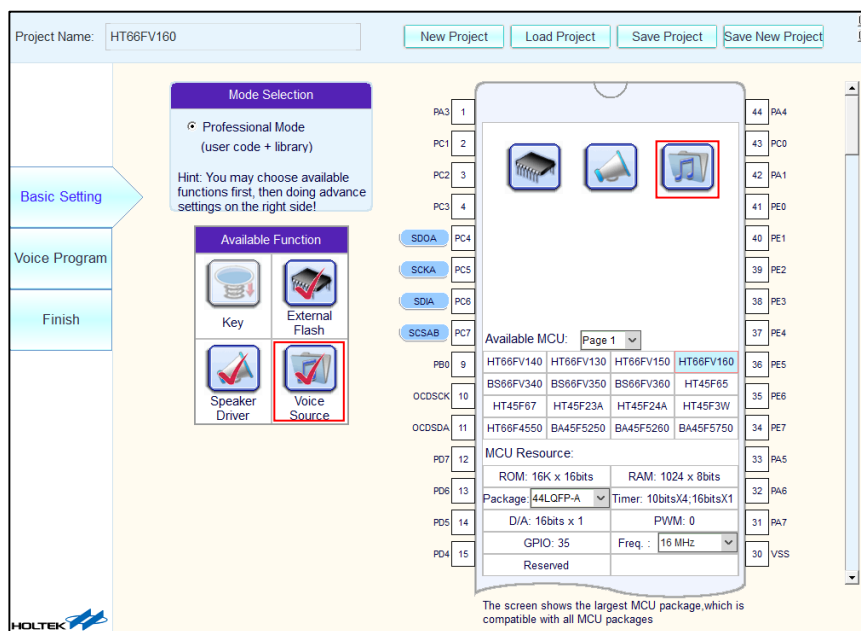 Project Name:
HT66FV160
New Project
Load Project
Save Project
Save New Project
Basic Setting
Voice Program
Finish
Mode Selection
Professional Mode
(user code + library)
Hint: You may choose available
functions first, then doing advance
settings on the right side!
Available Function
Key
External
Flash
Speaker
Driver
Voice
Source
PA3 1
PC1 2
PC2 3
PC3 4
SDOA PC4
SCKA PC5
SDIA PC6
SCSAB PC7
PB0 9
OCDSCK 10
OCDSDA 11
PD7 12
PD6 13
PD5 14
PD4 15
44 PA4
43 PC0
42 PA1
41 PE0
40 PE1
39 PE2
38 PE3
37 PE4
36 PE5
35 PE6
34 PE7
33 PA5
32 PA6
31 PA7
30 VSS
Available MCU: Page 1
HT66FV140 HT66FV130 HT66FV150 HT66FV160
BS66FV340 BS66FV350 BS66FV360 HT45F65
HT45F67 HT45F23A HT45F24A HT45F3W
HT66F4550 BA45F5250 BA45F5260 BA45F5750
MCU Resource:
ROM: 16K x 16bits RAM: 1024 x 8bits
Package: 44LQFP-A Timer: 10bitsX4;16bitsX1
D/A: 16bits x 1 PWM: 0
GPIO: 35 Freq. : 16 MHz
Reserved
The screen shows the largest MCU package,which is
compatible with all MCU packages
HOLTEK